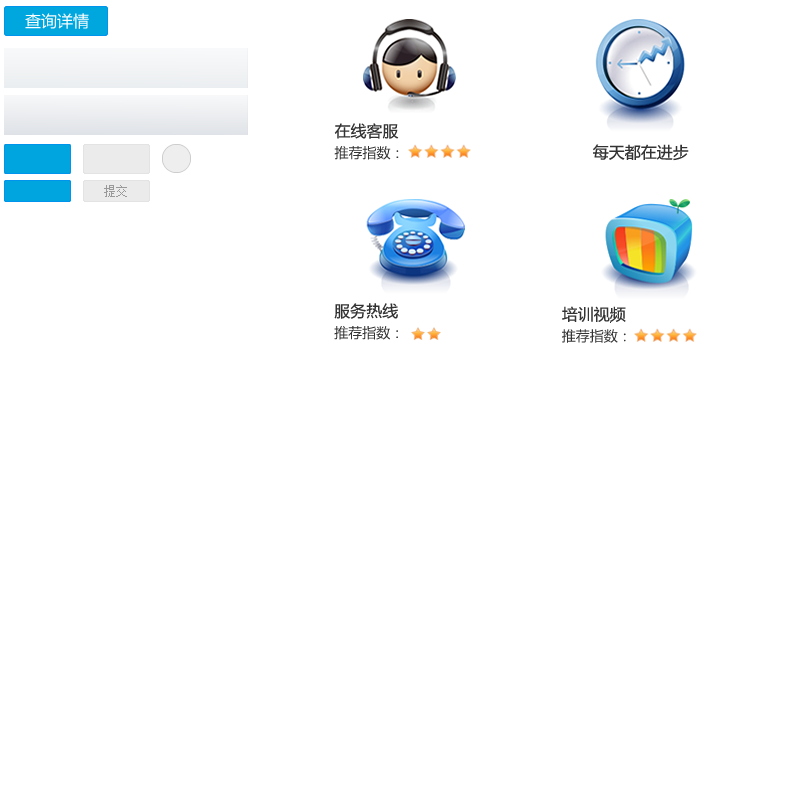 查询详情
提交
在线客服
推荐指数：
每天都在进步
服务热线
推荐指数：
培训视频
推荐指数：